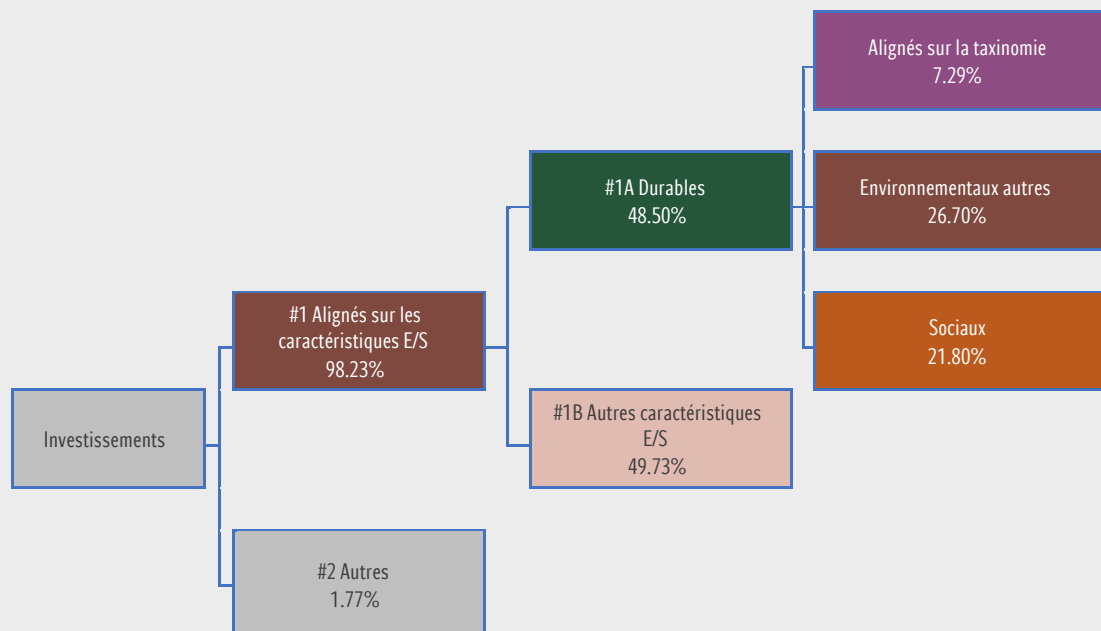 Alignés sur la taxinomie
7.29%
#1A Durables
48.50%
Environnementaux autres
26.70%
#1 Alignés sur les
caractéristiques E/S
98.23%
Sociaux
21.80%
Investissements
#1B Autres caractéristiques
E/S
49.73%
#2 Autres
1.77%